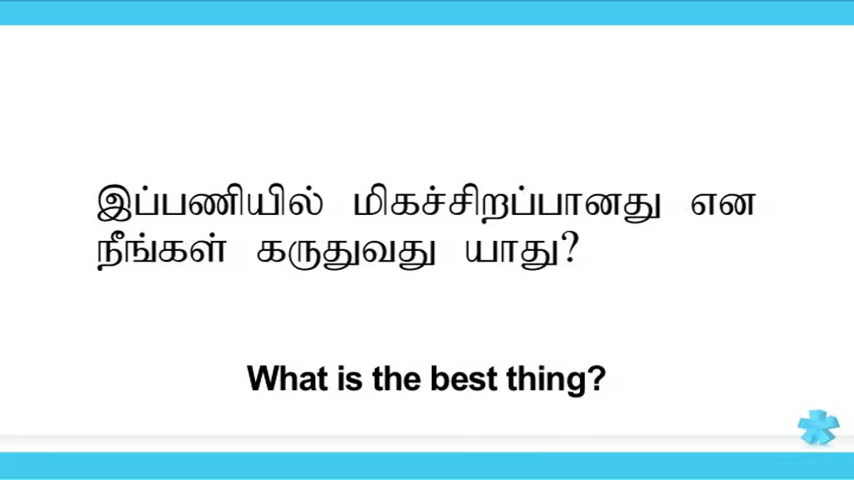 இப்பணியில் மிகச்சிறப்பானது என
நீங்கள் கருதுவது யாது?
What is the best thing?